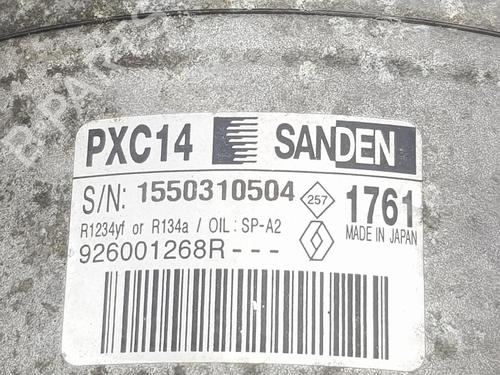 PXC14 SANDEN
S/N: 1550310504 257 1761
R1234yf or R134a / OIL: SP-A2 MADE IN JAPAN
926001268R---